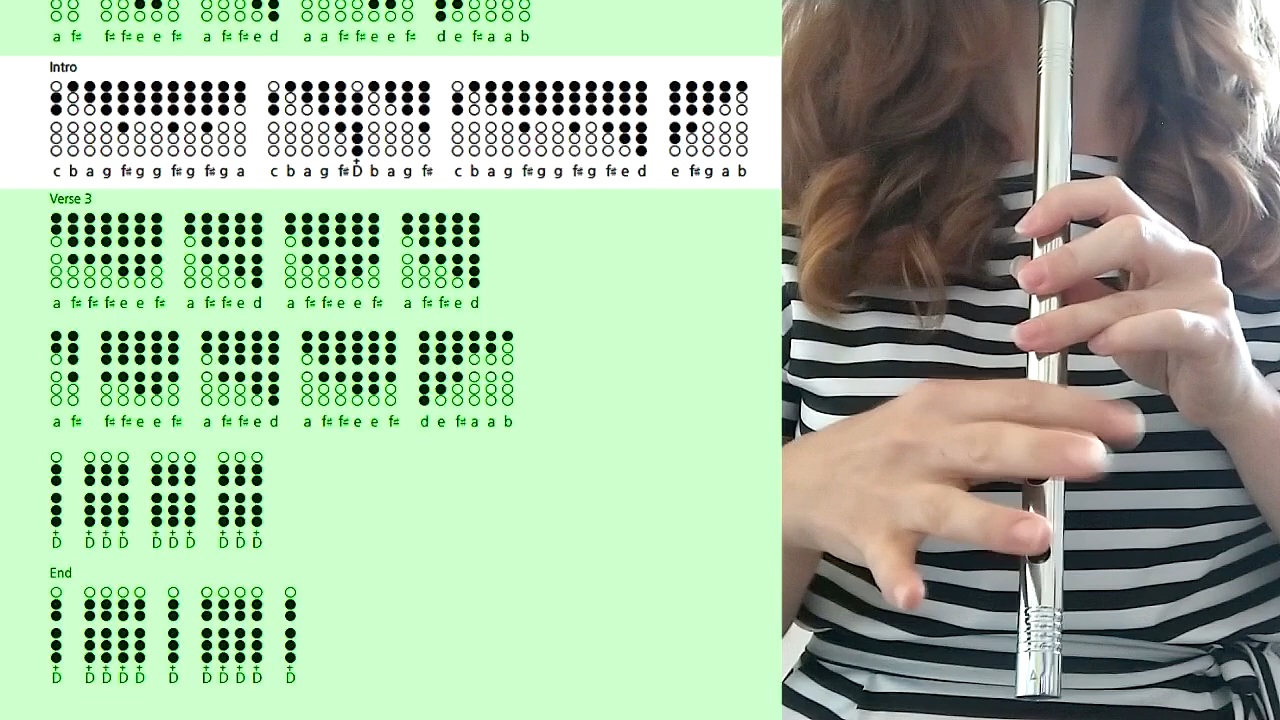 a f# f# f# e e f# a f# f# e d a a f# f# e e f# d e f# a a b
Intro
c b a g f# g g f# g f# g a c b a g f# D b a g f# c b a g f# g g f# g f# e d e f# g a b
Verse 3
a f# f# f# e e f# a f# f# e d a f# f# e e f# a f# f# e d
a f# f# f# e e f# a f# f# e d a f# f# e e f# d e f# a a b
+ + + + + + + + + +
D D D D D D D D D D
End
+ + + + + + + + + + +
D D D D D D D D D D D